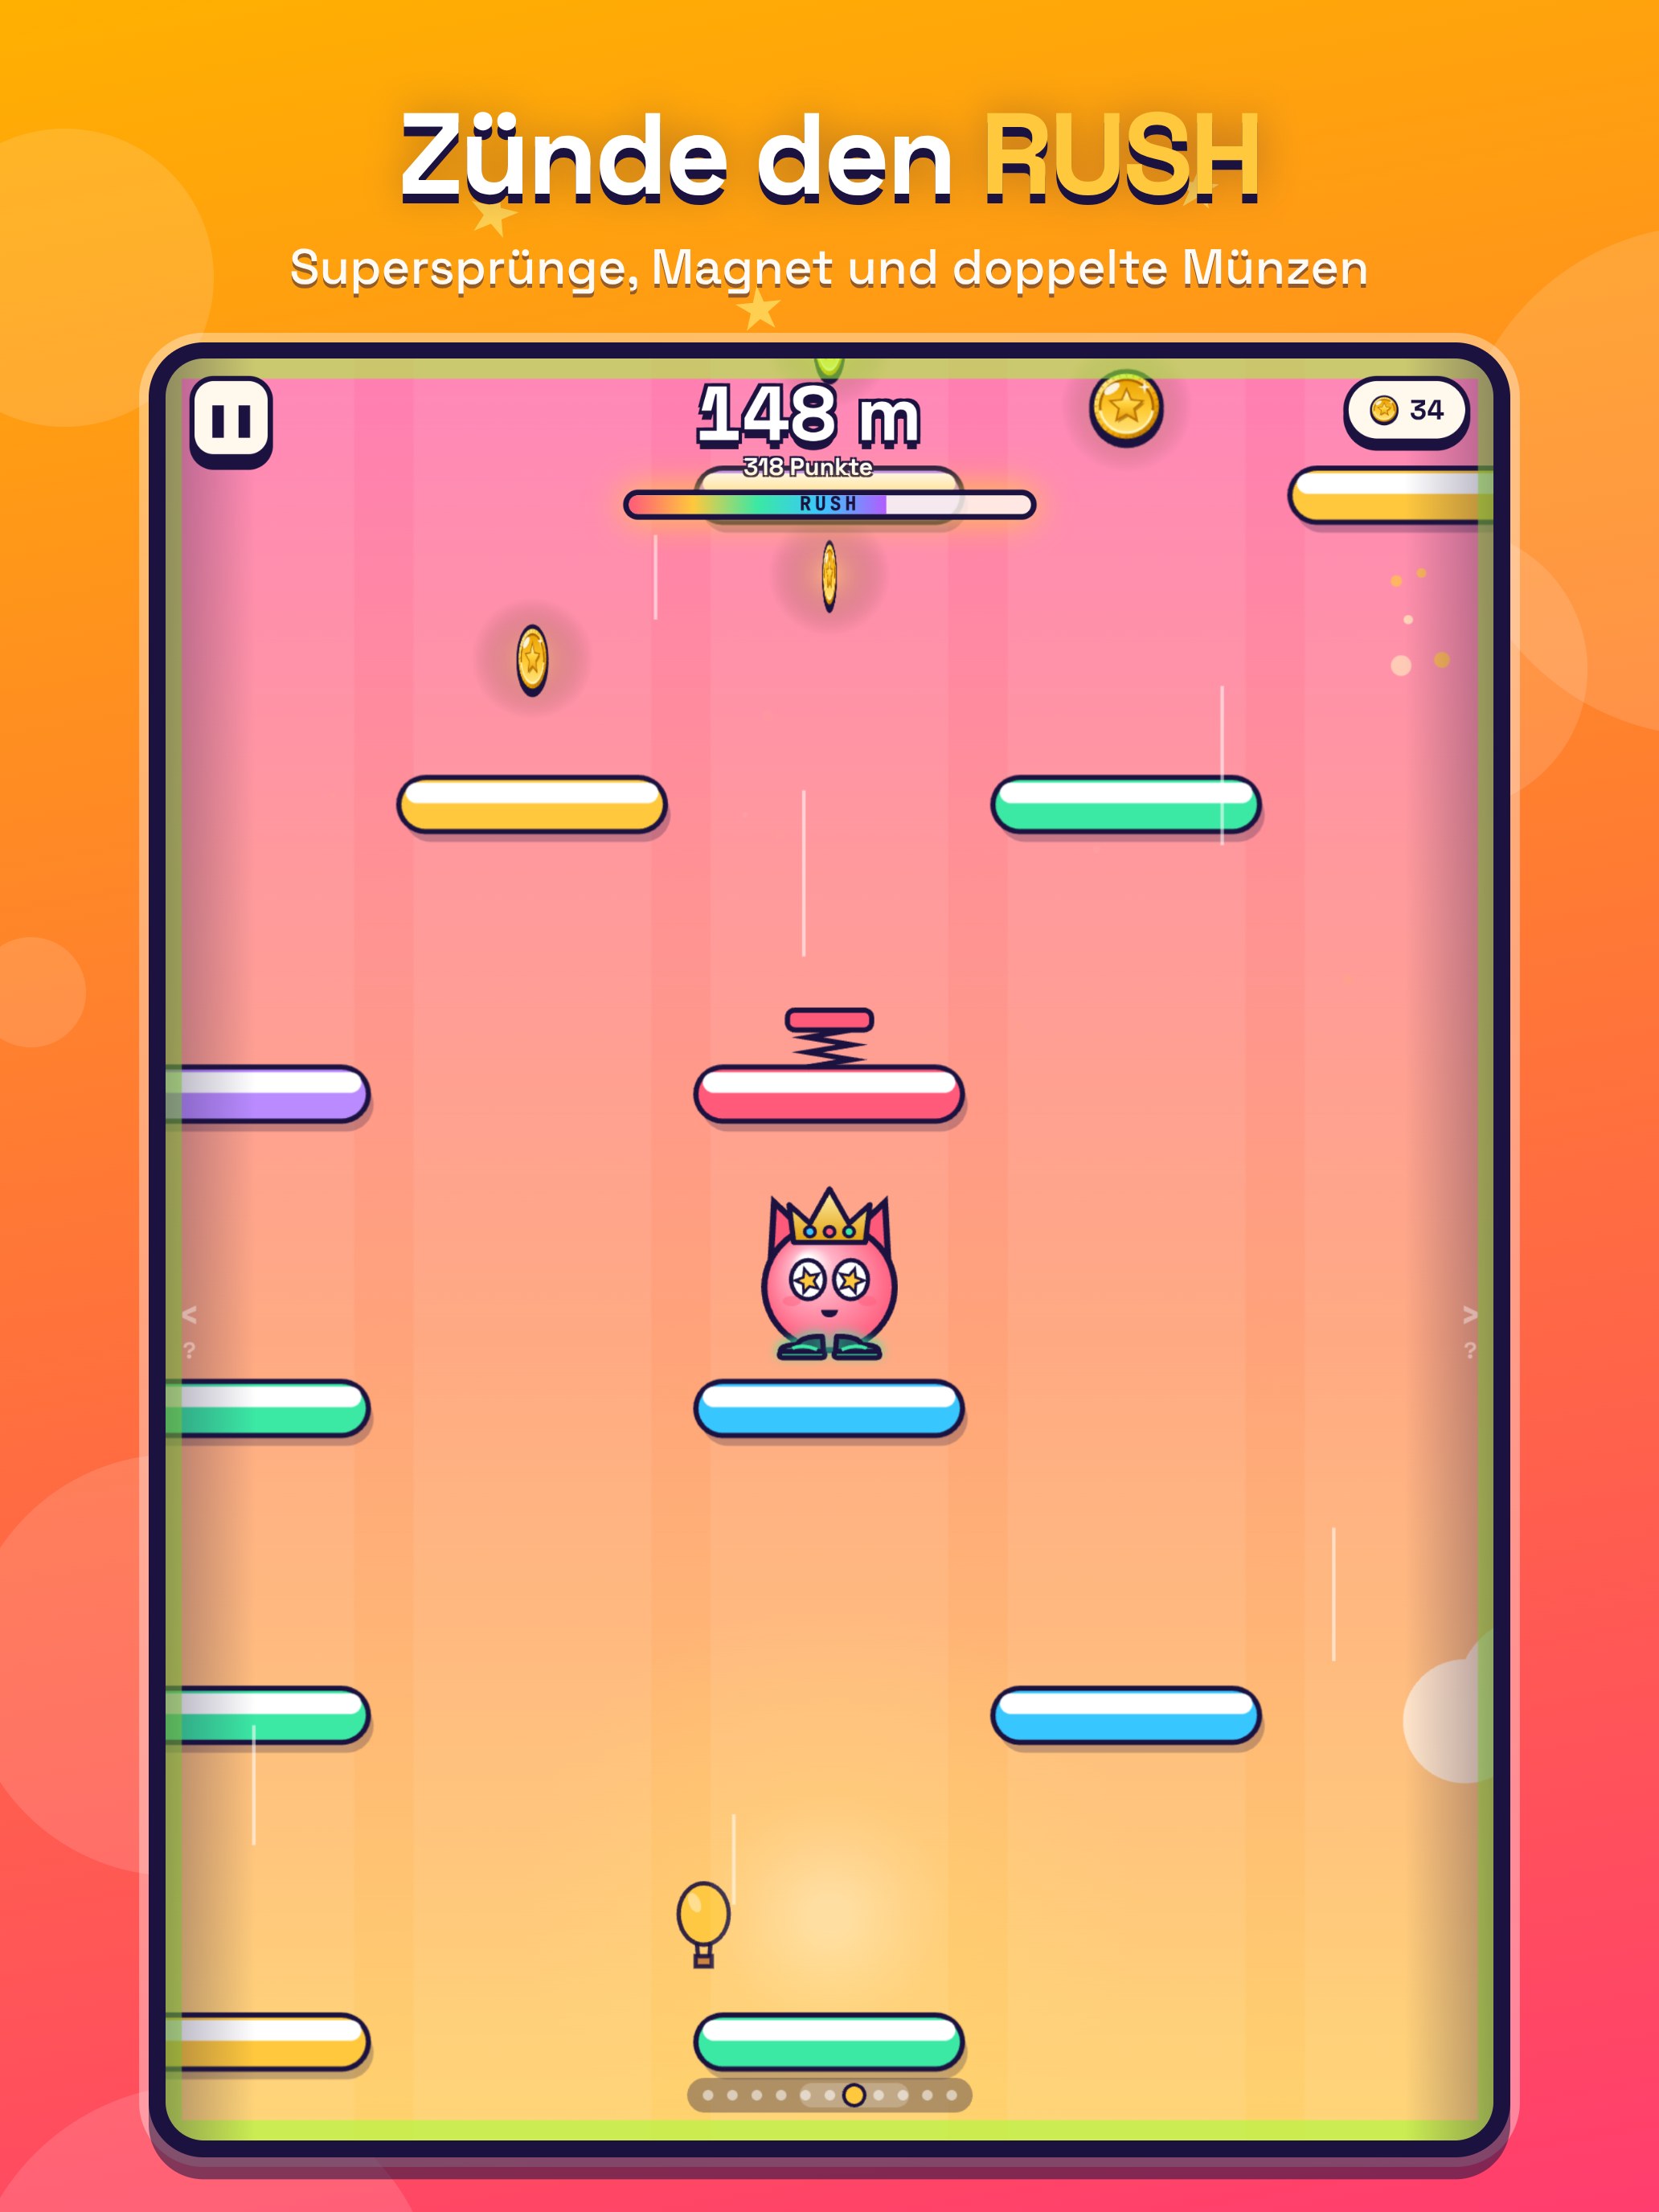 Zünde den RUSH
Supersprünge, Magnet und doppelte Münzen
148 m
34
318 Punkte
RUSH
< >
? ?